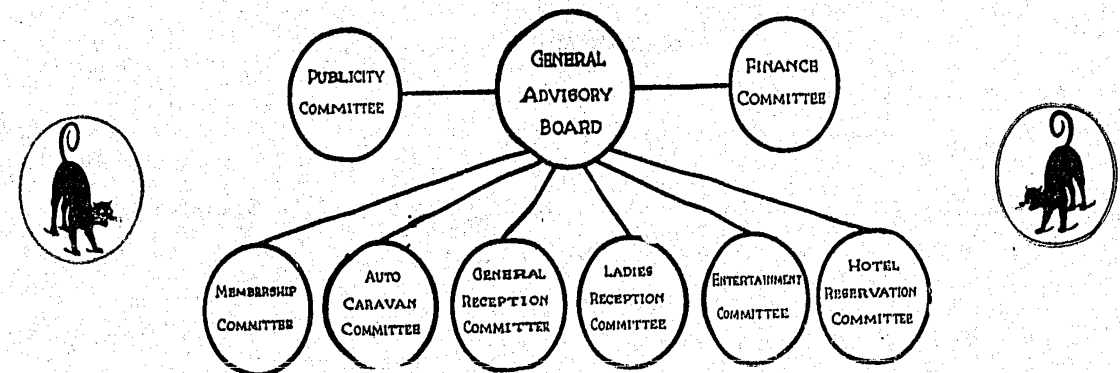 PUBLICITY
COMMITTEE
GENERAL
ADVISORY
BOARD
FINANCE
COMMITTEE
MEMBERSHIP
COMMITTEE
AUTO
CARAVAN
COMMITTEE
GENERAL
RECEPTION
COMMITTEE
LADIES
RECEPTION
COMMITTEE
ENTERTAINMENT
COMMITTEE
HOTEL
RESERVATION
COMMITTEE